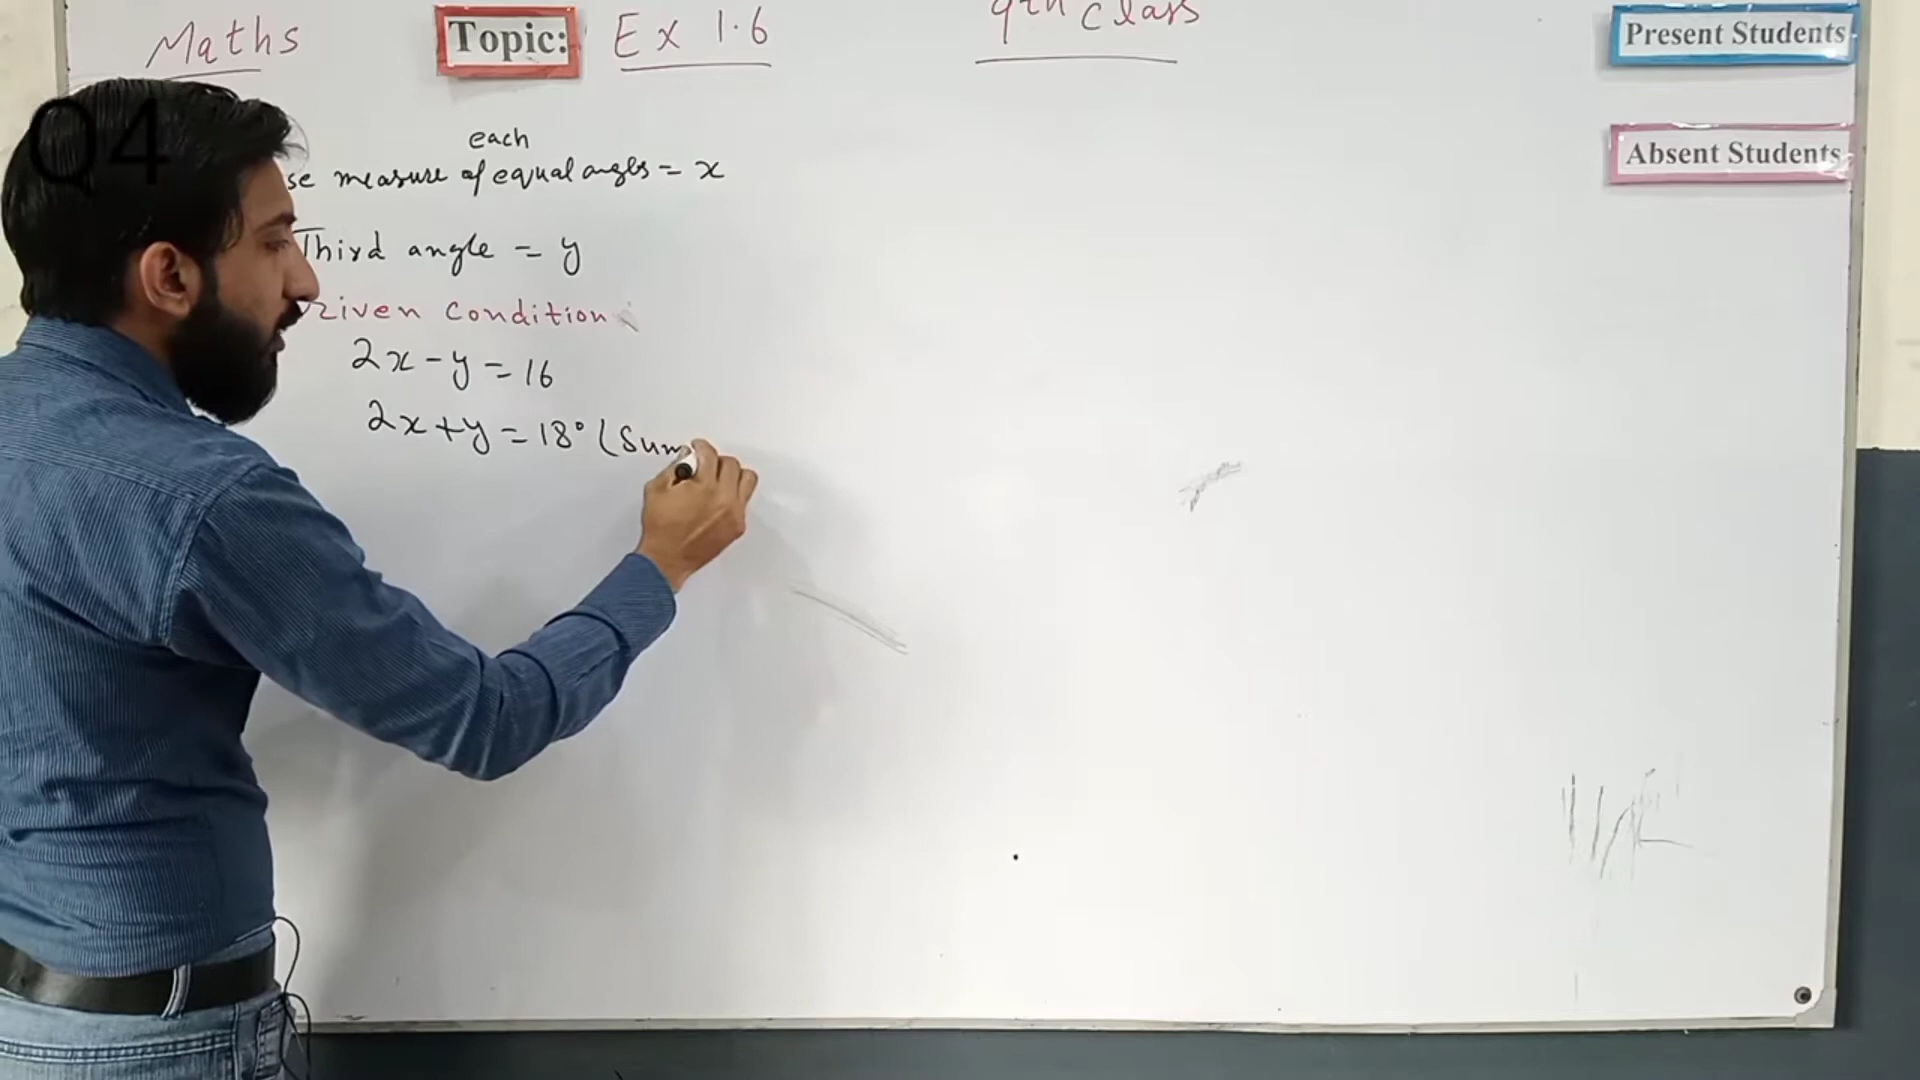 Maths
Topic: Ex 1.6
9th Class
Present Students
Absent Students
Q4
each
se measure of equal angles = x
Third angle = y
Given Condition
2x - y = 16
2x + y = 18° (Sum